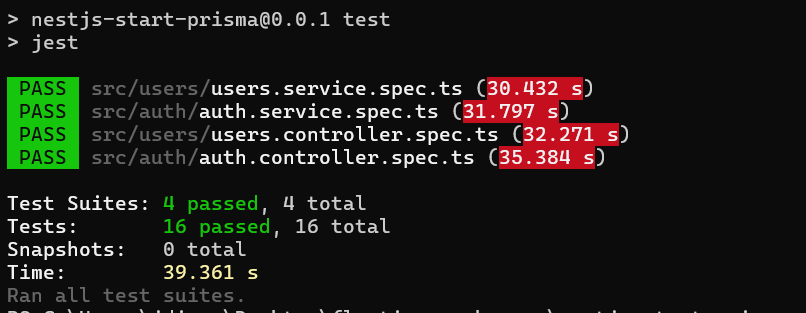 > nestjs-start-prisma@0.0.1 test
> jest
PASS src/users/users.service.spec.ts (30.432 s)
PASS src/auth/auth.service.spec.ts (31.797 s)
PASS src/users/users.controller.spec.ts (32.271 s)
PASS src/auth/auth.controller.spec.ts (35.384 s)
Test Suites: 4 passed, 4 total
Tests: 16 passed, 16 total
Snapshots: 0 total
Time: 39.361 s
Ran all test suites.